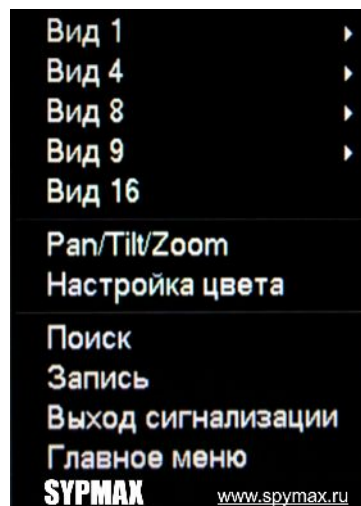 Вид 1
Вид 4
Вид 8
Вид 9
Вид 16
Pan/Tilt/Zoom
Настройка цвета
Поиск
Запись
Выход сигнализации
Главное меню
SYPMAX www.spymax.ru